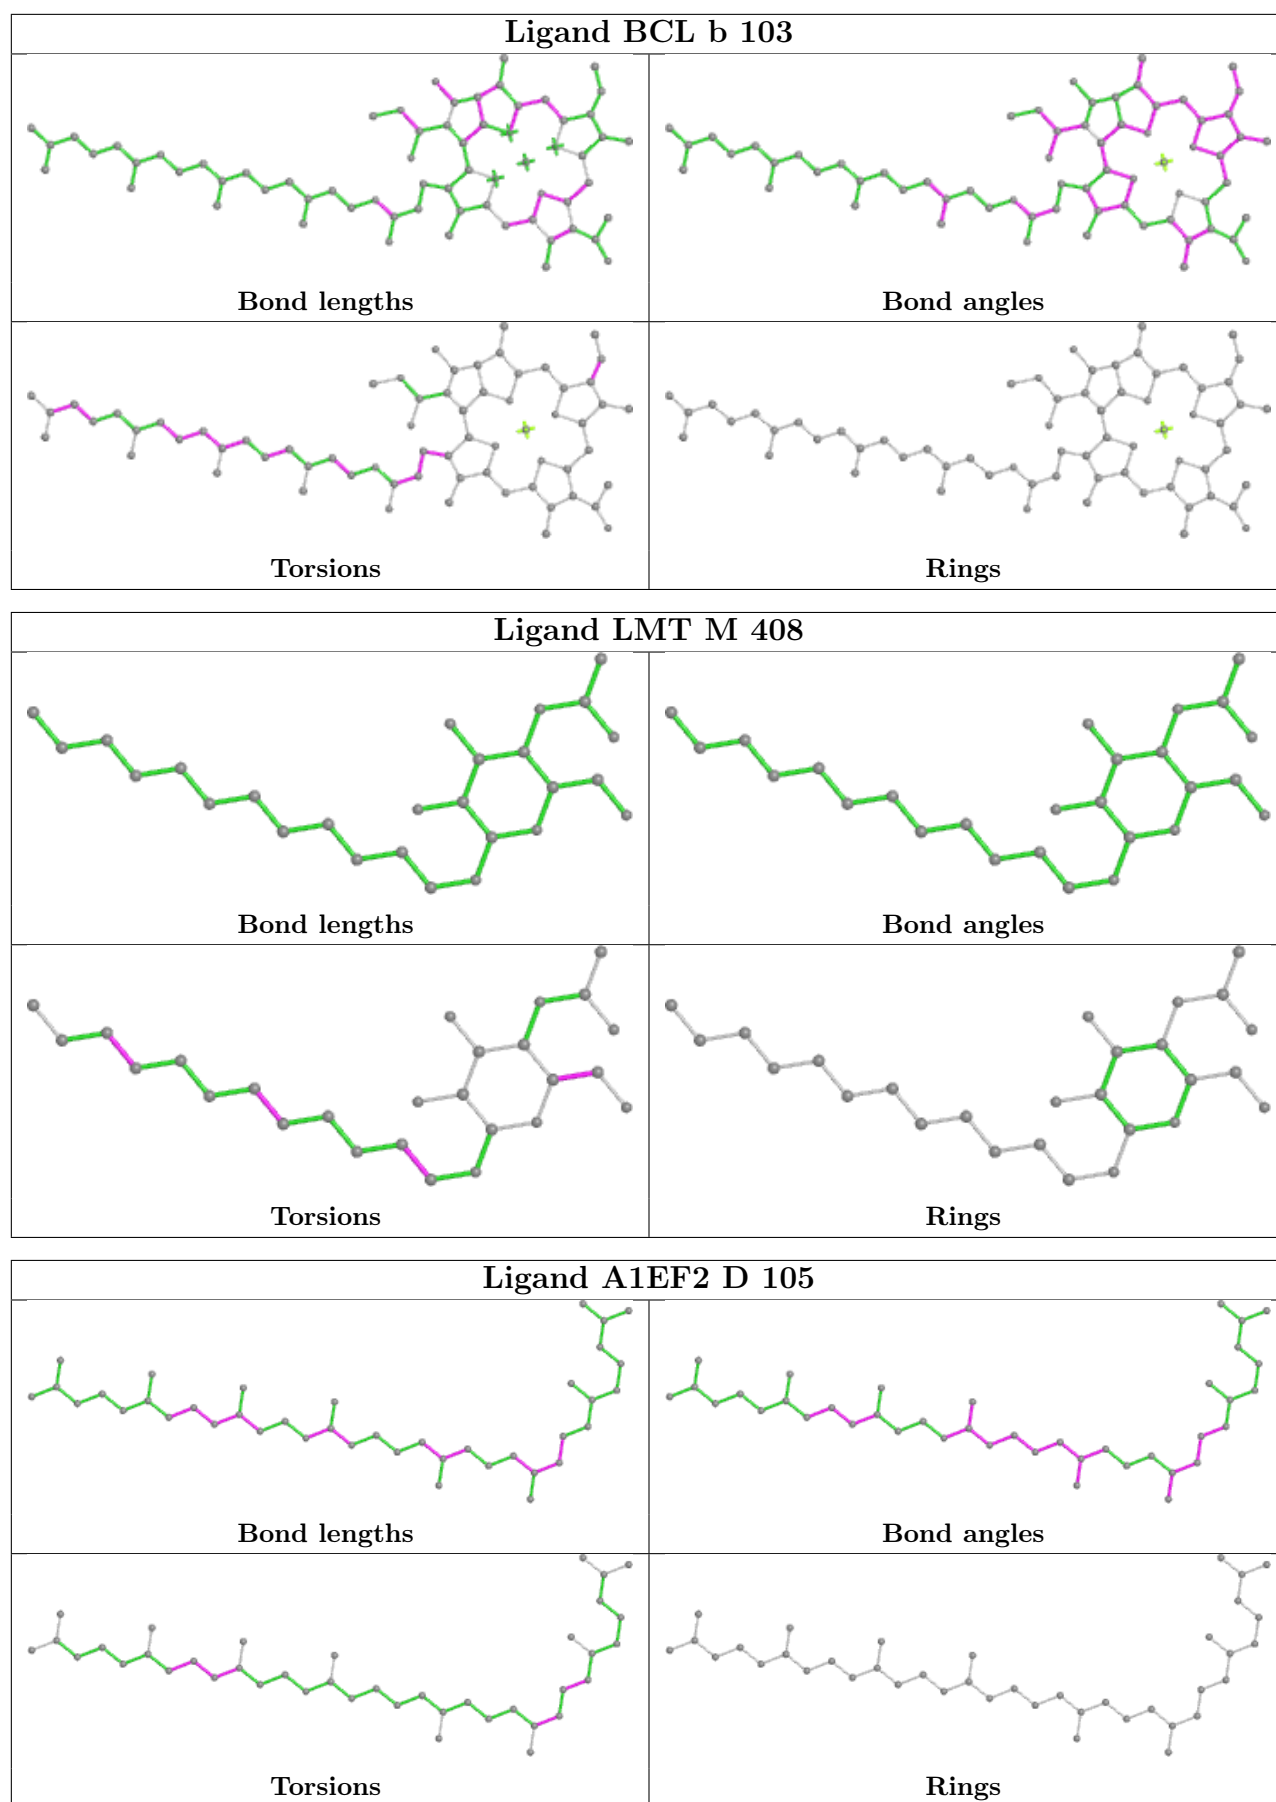 Ligand BCL b 103
Bond lengths
Bond angles
Torsions
Rings
Ligand LMT M 408
Bond lengths
Bond angles
Torsions
Rings
Ligand A1EF2 D 105
Bond lengths
Bond angles
Torsions
Rings